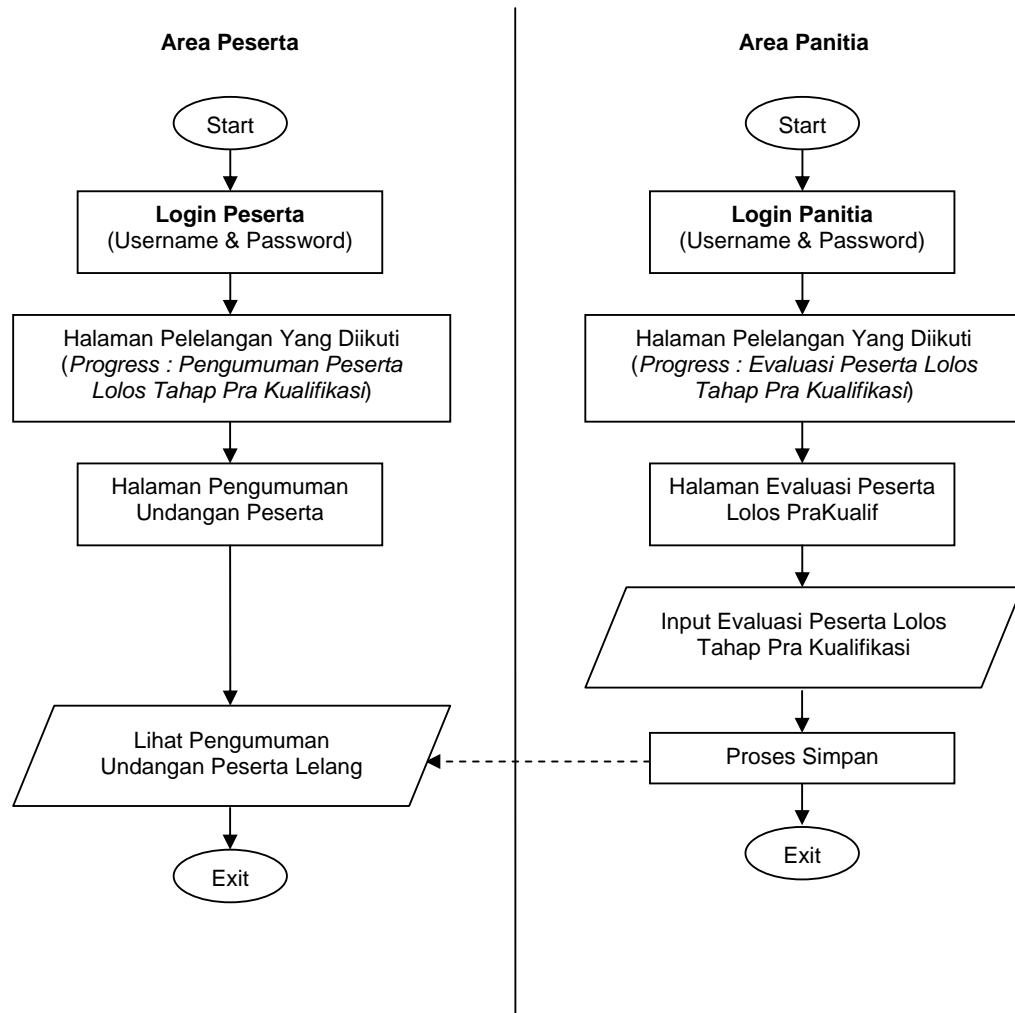 Area Peserta
Start
Login Peserta
(Username & Password)
Halaman Pelelangan Yang Diikuti
(Progress : Pengumuman Peserta
Lolos Tahap Pra Kualifikasi)
Halaman Pengumuman
Undangan Peserta
Lihat Pengumuman
Undangan Peserta Lelang
Exit
Area Panitia
Start
Login Panitia
(Username & Password)
Halaman Pelelangan Yang Diikuti
(Progress : Evaluasi Peserta Lolos
Tahap Pra Kualifikasi)
Halaman Evaluasi Peserta
Lolos PraKualif
Input Evaluasi Peserta Lolos
Tahap Pra Kualifikasi
Proses Simpan
Exit